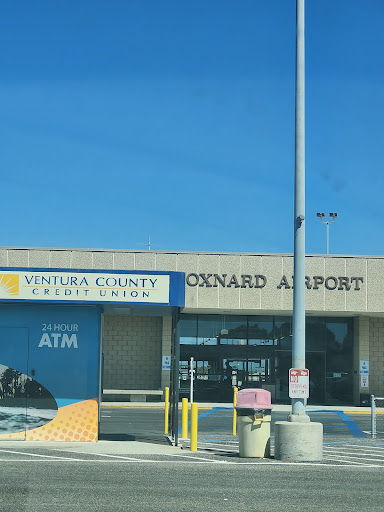 OXNARD AIRPORT
VENTURA COUNTY
CREDIT UNION
24 HOUR
ATM